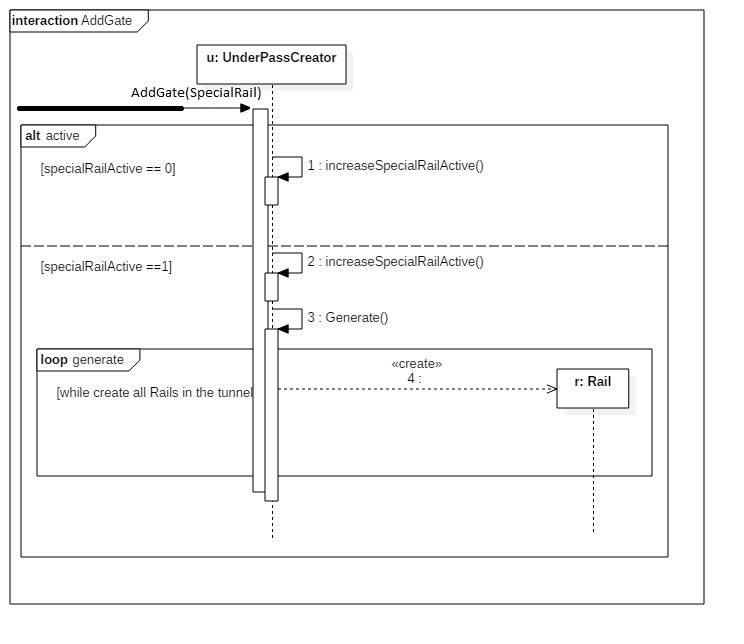 interaction AddGate
u: UnderPassCreator
AddGate(SpecialRail)
alt active
[specialRailActive == 0]
1 : increaseSpecialRailActive()
[specialRailActive ==1]
2 : increaseSpecialRailActive()
3 : Generate()
loop generate
«create»
4 :
r: Rail
[while create all Rails in the tunnel